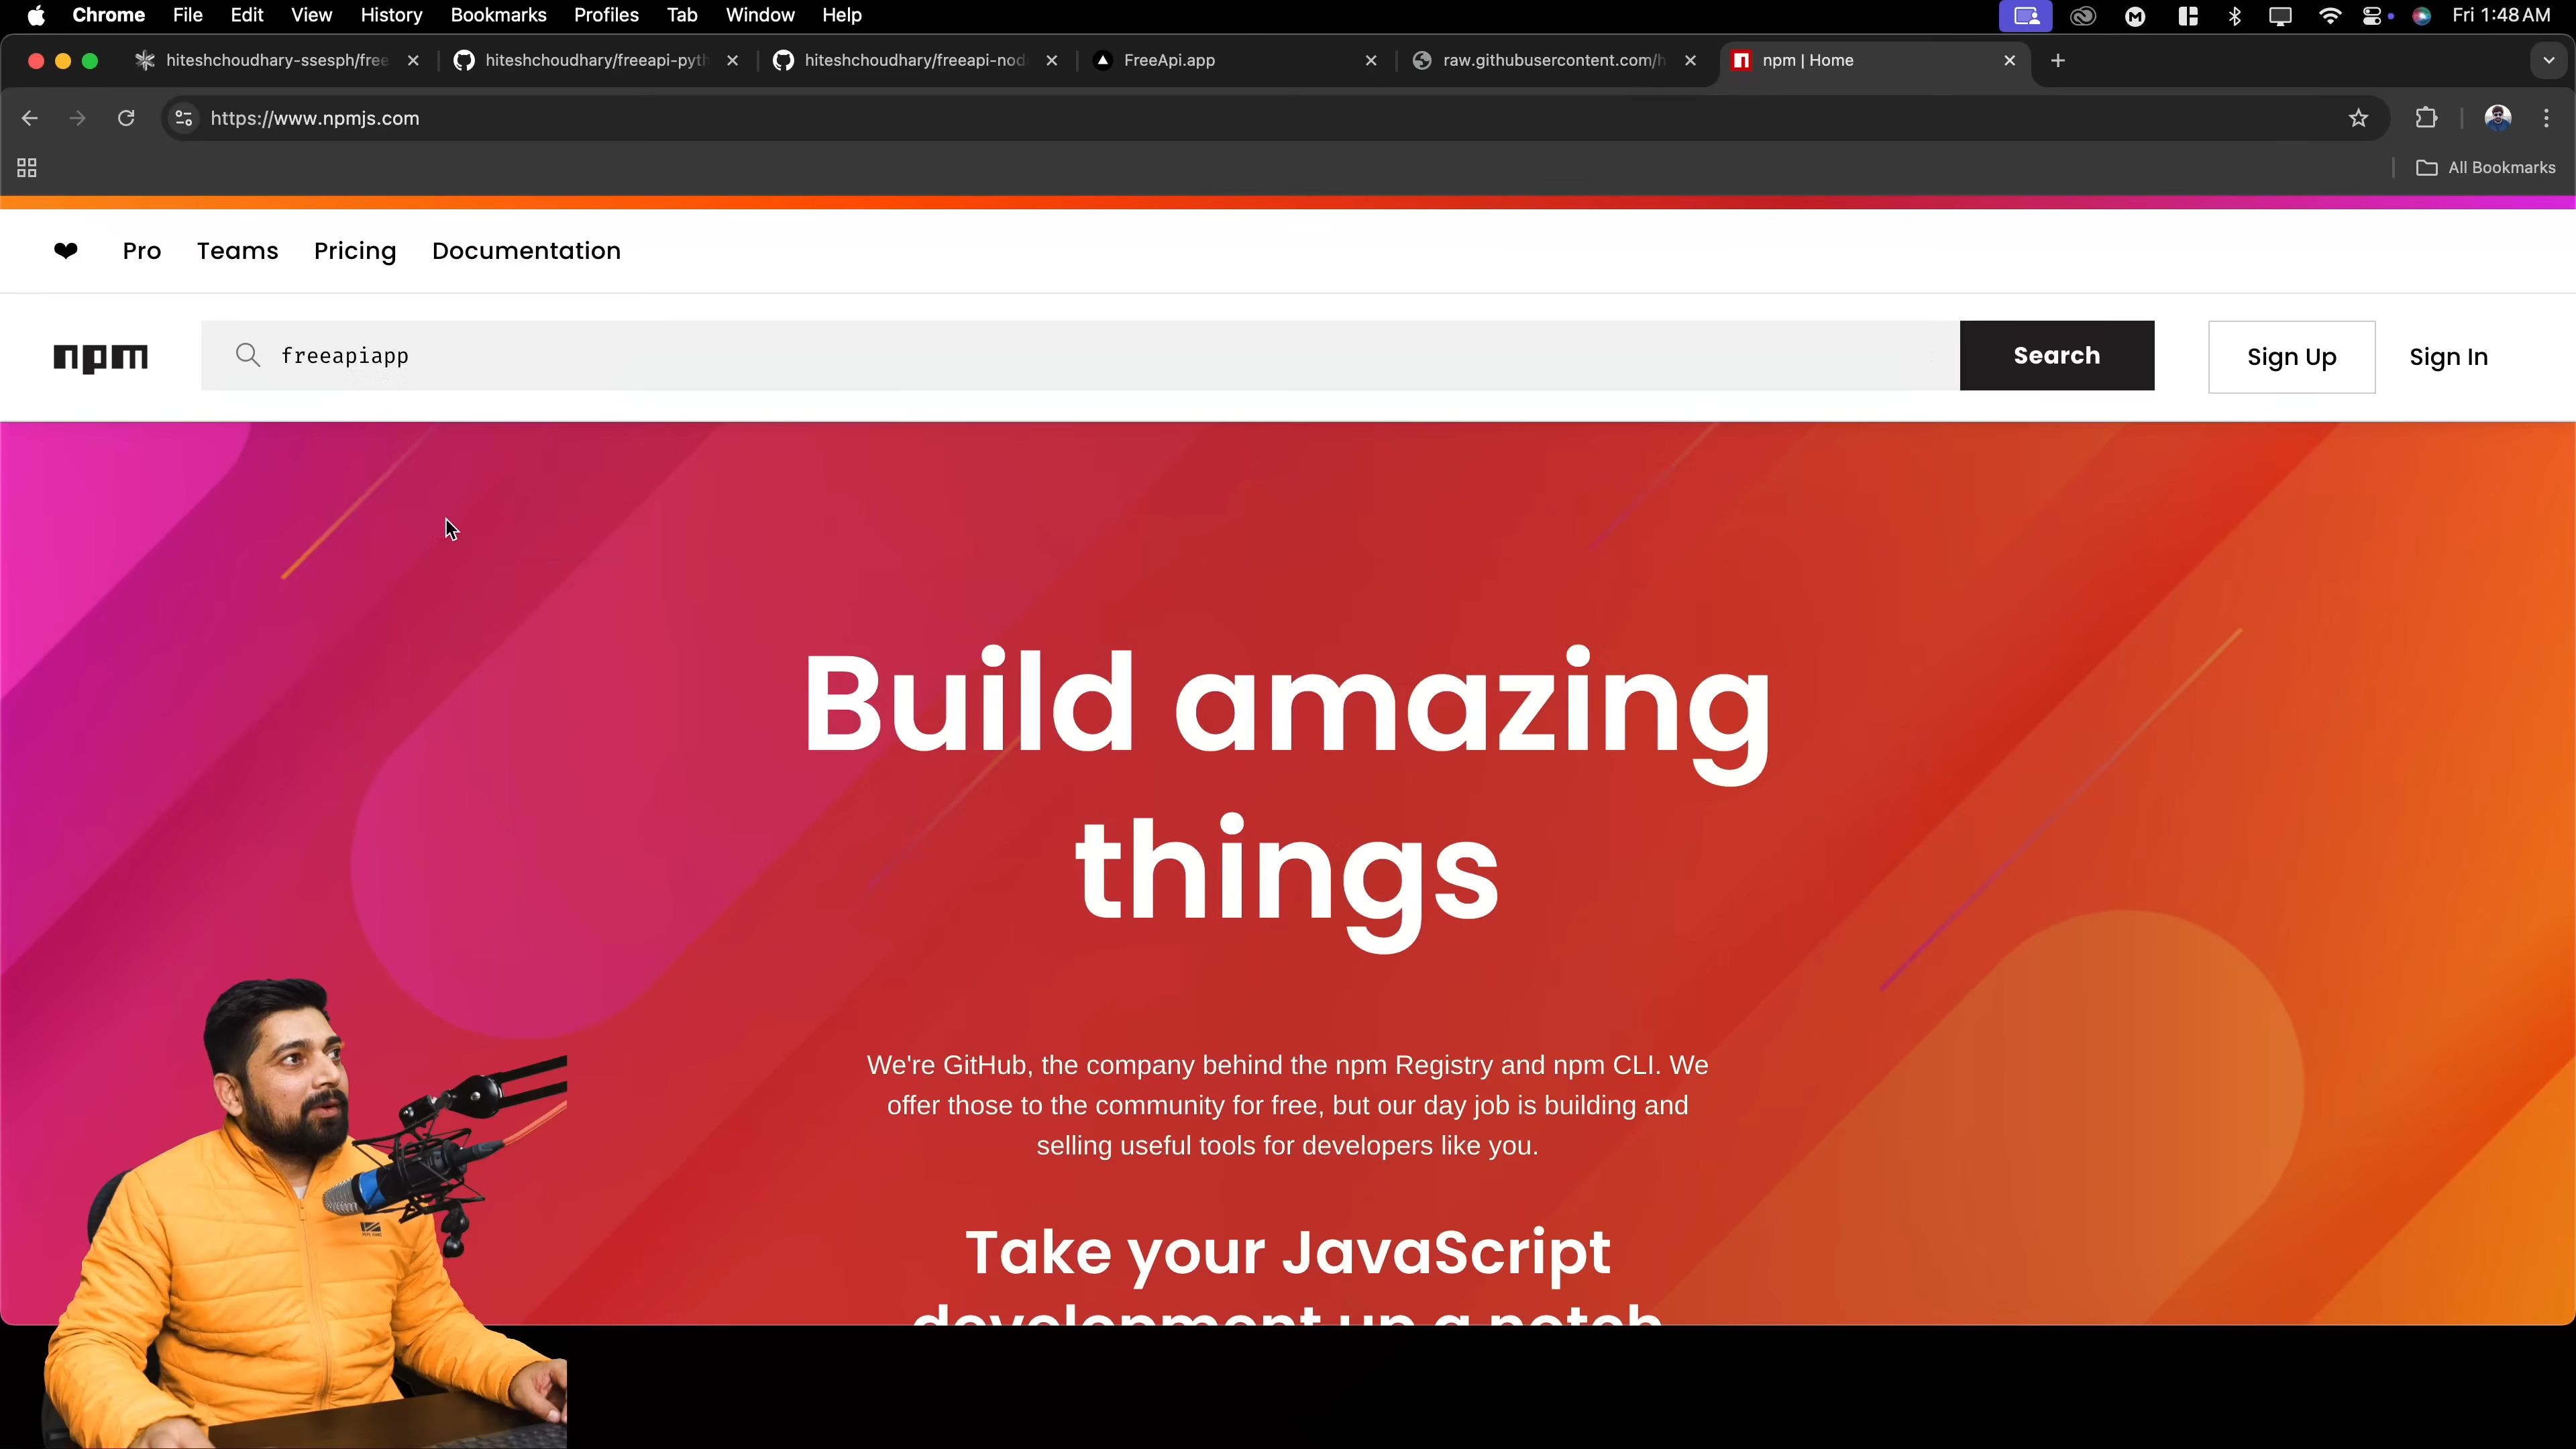 Chrome File Edit View History Bookmarks Profiles Tab Window Help Fri 1:48 AM
hiteshchoudhary-ssesph/free hiteshchoudhary/freeapi-pyth hiteshchoudhary/freeapi-nod FreeApi.app raw.githubusercontent.com/h npm | Home
https://www.npmjs.com
All Bookmarks
❤ Pro Teams Pricing Documentation
npm freeapiapp Search Sign Up Sign In
Build amazing
things
We're GitHub, the company behind the npm Registry and npm CLI. We
offer those to the community for free, but our day job is building and
selling useful tools for developers like you.
Take your JavaScript
development up a notch